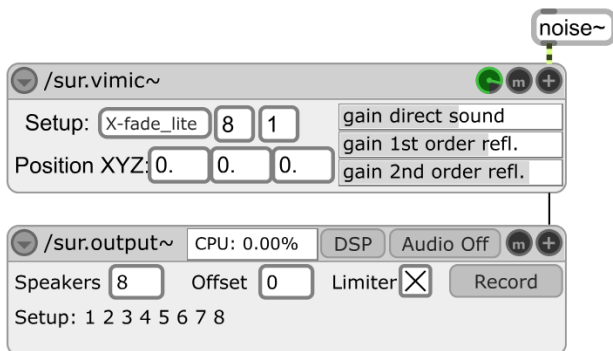 noise~
/sur.vimic~ m +
Setup: X-fade_lite 8 1
gain direct sound
gain 1st order refl.
Position XYZ: 0. 0. 0.
gain 2nd order refl.
/sur.output~ CPU: 0.00% DSP Audio Off m +
Speakers 8 Offset 0 Limiter Record
Setup: 1 2 3 4 5 6 7 8